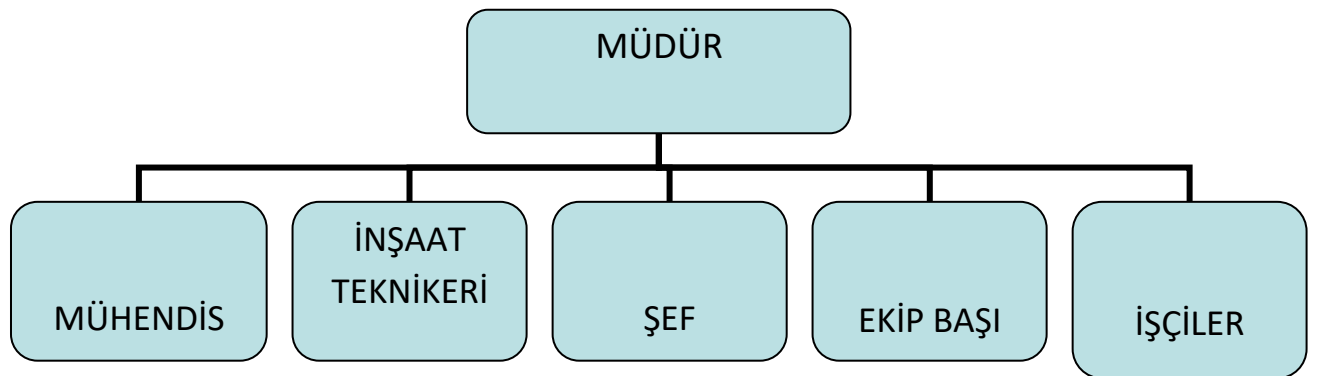 MÜDÜR
MÜHENDİS
İNŞAAT
TEKNİKERİ
ŞEF
EKİP BAŞI
İŞÇİLER